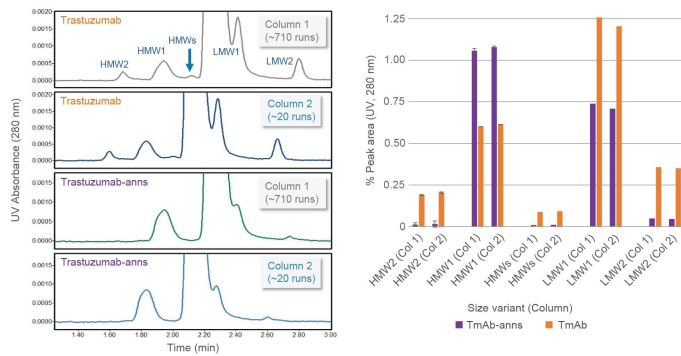 Trastuzumab
Column 1
(~710 runs)
HMWs
HMW2
HMW1
LMW1
LMW2
0.0020
0.0015
0.0010
0.0005
0.0000
Trastuzumab
Column 2
(~20 runs)
0.0020
0.0015
0.0010
0.0005
0.0000
Trastuzumab-anns
Column 1
(~710 runs)
0.0015
0.0010
0.0005
0.0000
Trastuzumab-anns
Column 2
(~20 runs)
0.0015
0.0010
0.0005
0.0000
UV Absorbance (280 nm)
1.40 1.60 1.80 2.00 2.20 2.40 2.60 2.80 3.00
Time (min)
% Peak area (UV, 280 nm)
1.25
1.00
0.75
0.50
0.25
0
HMW2 (Col 1)
HMW2 (Col 2)
HMW1 (Col 1)
HMW1 (Col 2)
HMWs (Col 1)
HMWs (Col 2)
LMW1 (Col 1)
LMW1 (Col 2)
LMW2 (Col 1)
LMW2 (Col 2)
Size variant (Column)
TmAb-anns TmAb